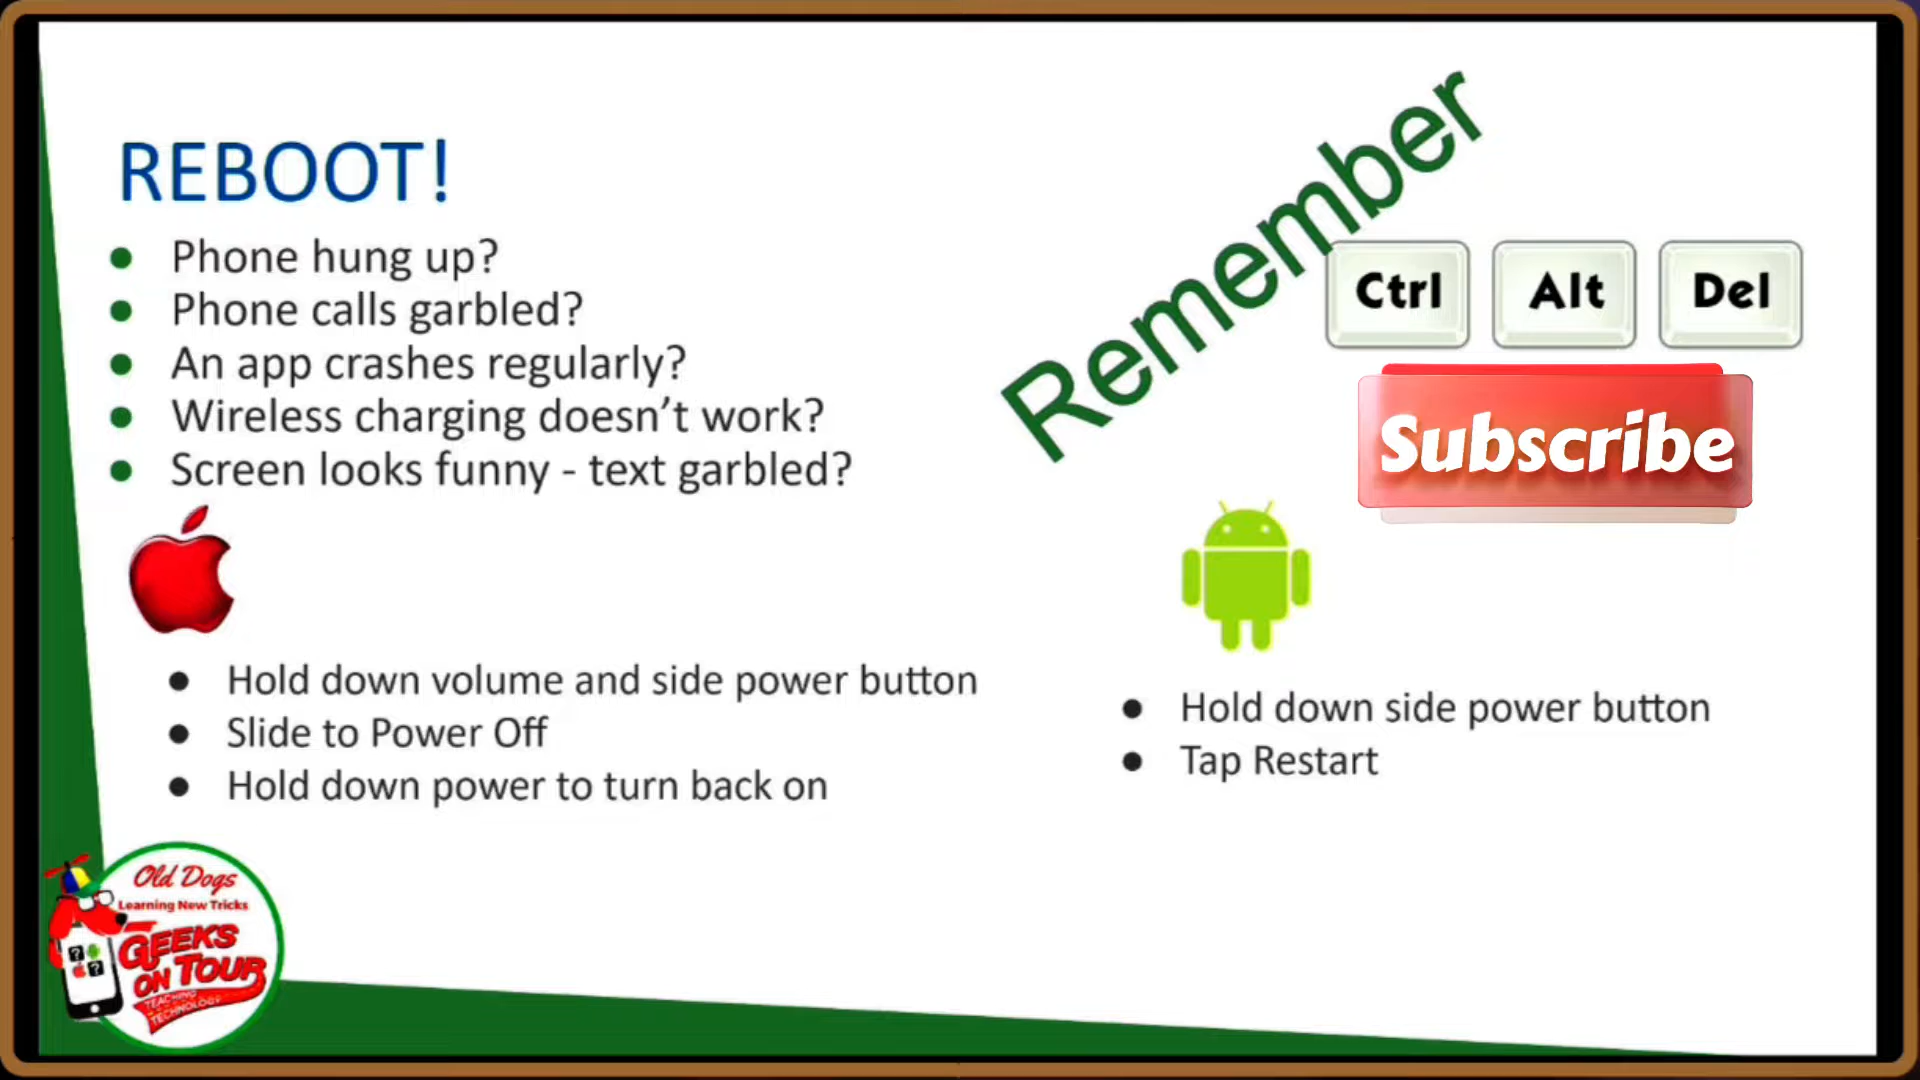 REBOOT!
Phone hung up?
Phone calls garbled?
An app crashes regularly?
Wireless charging doesn’t work?
Screen looks funny - text garbled?
Remember
Ctrl Alt Del
Subscribe
Hold down volume and side power button
Slide to Power Off
Hold down power to turn back on
Hold down side power button
Tap Restart
Old Dogs
Learning New Tricks
GEEKS
ON TOUR
TEACHING
TECHNOLOGY